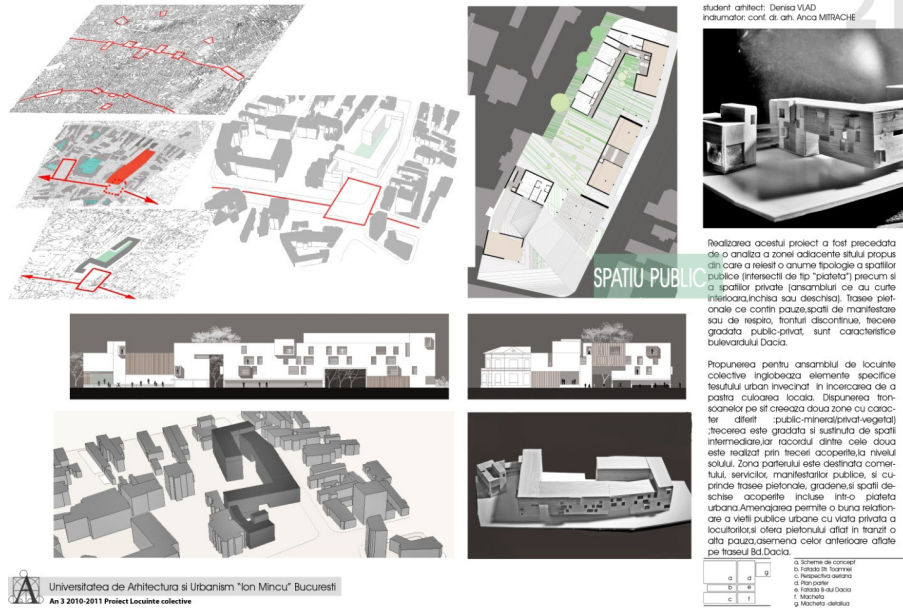 student arhitect: Denisa VLAD
indrumator: conf. dr. arh. Anca MITRACHE
21
SPATIU PUBLIC
Realizarea acestui proiect a fost precedata
de o analiza a zonei adiacente sitului propus
din care a reiesit o anume tipologie a spatiilor
publice (intersectii de tip "piateta") precum si
a spatiilor private (ansambluri ce au curte
interioara,inchisa sau deschisa). Trasee piet-
onale ce contin pauze,spatii de manifestare
sau de respiro, fronturi discontinue, trecere
gradata public-privat, sunt caracteristice
bulevardului Dacia.
Propunerea pentru ansamblul de locuinte
colective inglobeaza elemente specifice
tesutului urban invecinat in incercarea de a
pastra culoarea locala. Dispunerea tron-
soanelor pe sit creeaza doua zone cu carac-
ter diferit :public-mineral/privat-vegetal)
;trecerea este gradata si sustinuta de spatii
intermediare,iar racordul dintre cele doua
este realizat prin treceri acoperite,la nivelul
solului. Zona parterului este destinata comer-
tului, serviciilor, manifestarilor publice, si cu-
prinde trasee pietonale, gradene,si spatii de-
schise acoperite incluse intr-o piateta
urbana.Amenajarea permite o buna relation-
are a vietii publice urbane cu viata privata a
locuitorilor,si ofera pietonului aflat in tranzit o
alta pauza,asemena celor anterioare aflate
pe traseul Bd.Dacia.
a d g
b e
c f
a. Scheme de concept
b. Fatada Str. Toamnei
c. Perspectiva aeriana
d. Plan parter
e. Fatada B-dul Dacia
f. Macheta
g. Macheta -detaliua
Universitatea de Arhitectura si Urbanism "Ion Mincu" Bucuresti
An 3 2010-2011 Proiect Locuinte colective